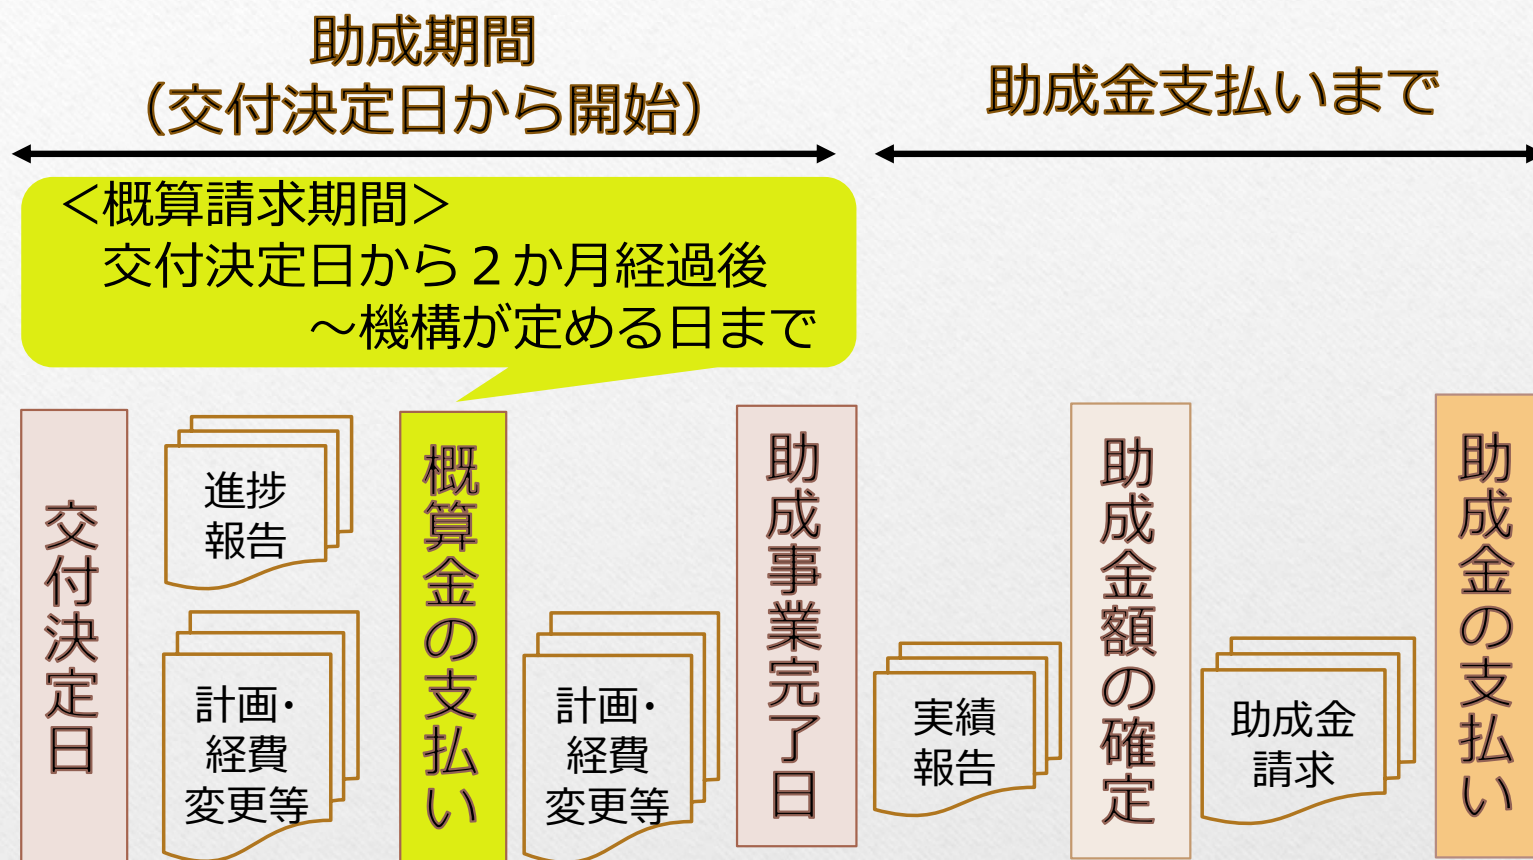 助成期間
（交付決定日から開始）
助成金支払いまで
＜概算請求期間＞
交付決定日から２か月経過後
～機構が定める日まで
交付決定日
進捗
報告
計画・
経費
変更等
概算金の支払い
計画・
経費
変更等
助成事業完了日
実績
報告
助成金額の確定
助成金
請求
助成金の支払い